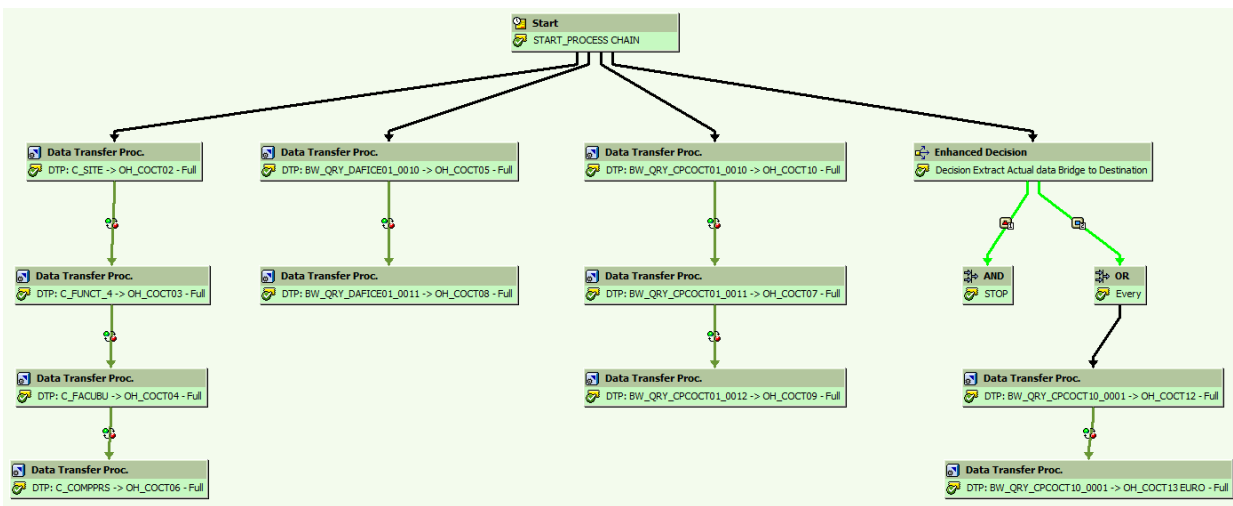 Start
START_PROCESS CHAIN
Data Transfer Proc.
DTP: C_SITE -> OH_COCT02 - Full
Data Transfer Proc.
DTP: BW_QRY_DAFICE01_0010 -> OH_COCT05 - Full
Data Transfer Proc.
DTP: BW_QRY_CPCOCT01_0010 -> OH_COCT10 - Full
Enhanced Decision
Decision Extract Actual data Bridge to Destination
1
2
Data Transfer Proc.
DTP: C_FUNCT_4 -> OH_COCT03 - Full
Data Transfer Proc.
DTP: BW_QRY_DAFICE01_0011 -> OH_COCT08 - Full
Data Transfer Proc.
DTP: BW_QRY_CPCOCT01_0011 -> OH_COCT07 - Full
AND
STOP
OR
Every
Data Transfer Proc.
DTP: C_FACUBU -> OH_COCT04 - Full
Data Transfer Proc.
DTP: BW_QRY_CPCOCT01_0012 -> OH_COCT09 - Full
Data Transfer Proc.
DTP: BW_QRY_CPCOCT10_0001 -> OH_COCT12 - Full
Data Transfer Proc.
DTP: C_COMPPRS -> OH_COCT06 - Full
Data Transfer Proc.
DTP: BW_QRY_CPCOCT10_0001 -> OH_COCT13 EURO - Full